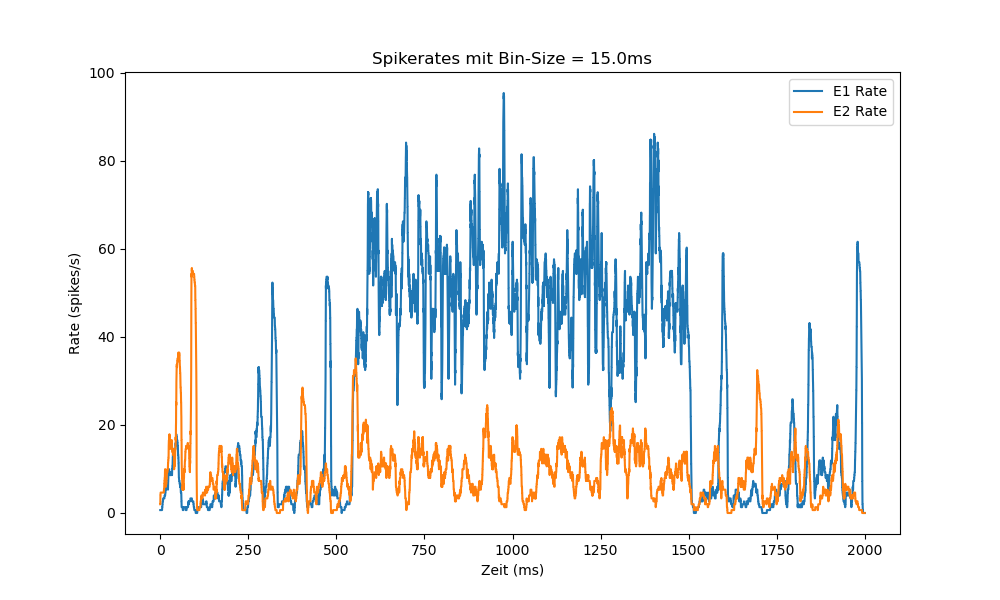 Spikerates mit Bin-Size = 15.0ms
100
80
60
40
20
0
Rate (spikes/s)
E1 Rate
E2 Rate
0 250 500 750 1000 1250 1500 1750 2000
Zeit (ms)